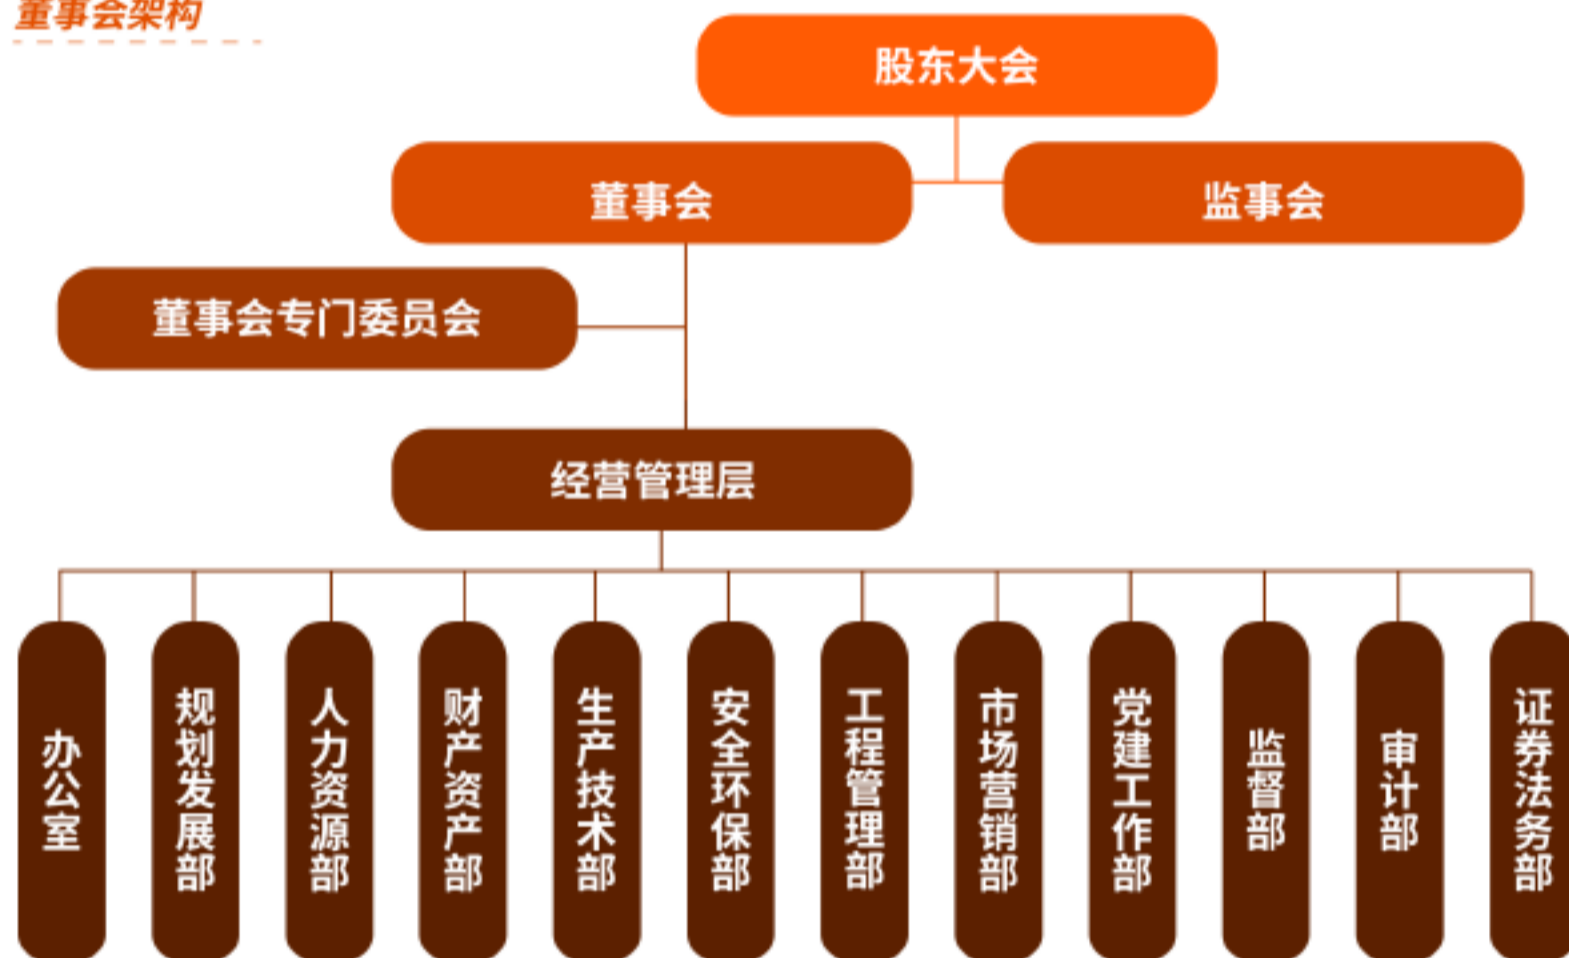 董事会架构
股东大会
董事会
监事会
董事会专门委员会
经营管理层
办公室
规划发展部
人力资源部
财产资产部
生产技术部
安全环保部
工程管理部
市场营销部
党建工作部
监督部
审计部
证券法务部